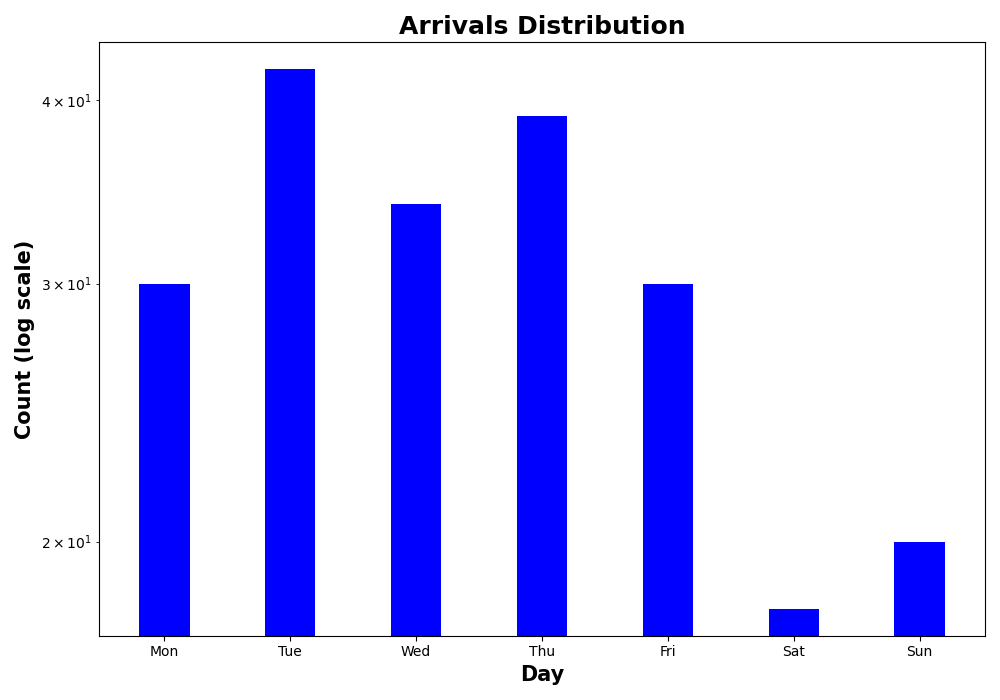 Arrivals Distribution
Count (log scale)
4 × 10¹
3 × 10¹
2 × 10¹
Mon Tue Wed Thu Fri Sat Sun
Day